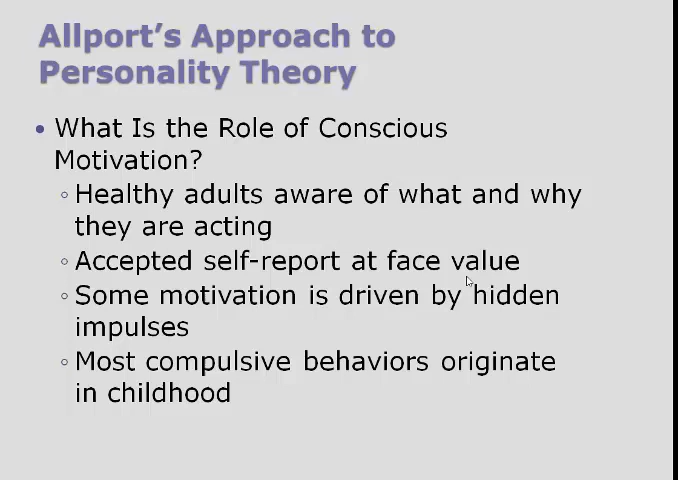 Allport’s Approach to
Personality Theory
• What Is the Role of Conscious
Motivation?
◦ Healthy adults aware of what and why
they are acting
◦ Accepted self-report at face value
◦ Some motivation is driven by hidden
impulses
◦ Most compulsive behaviors originate
in childhood